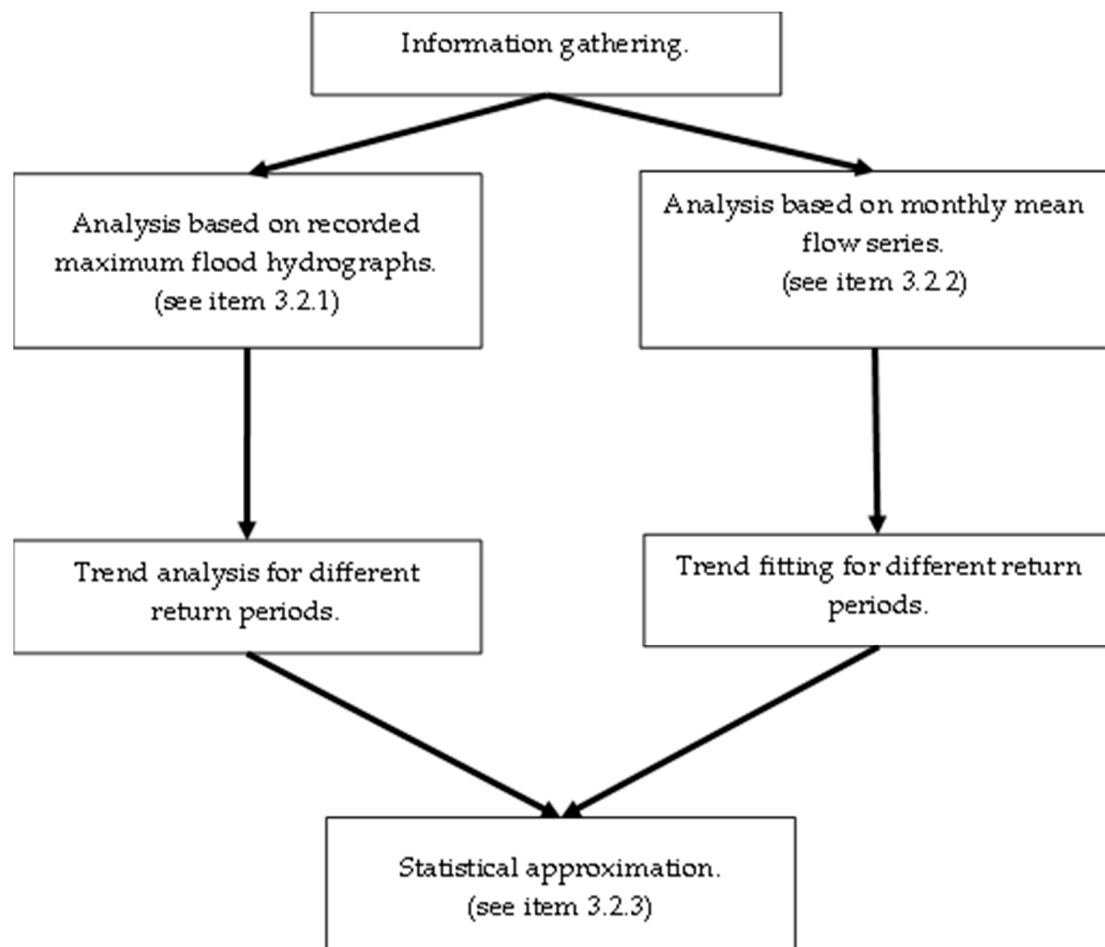 Information gathering.
Analysis based on recorded
maximum flood hydrographs.
(see item 3.2.1)
Analysis based on monthly mean
flow series.
(see item 3.2.2)
Trend analysis for different
return periods.
Trend fitting for different return
periods.
Statistical approximation.
(see item 3.2.3)